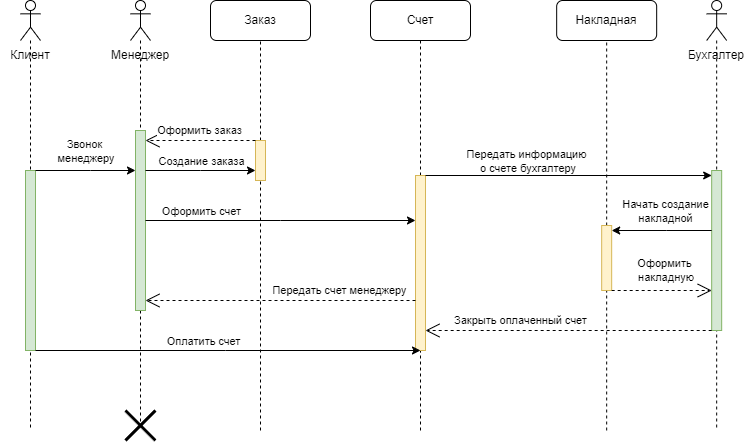 Заказ
Счет
Накладная
Клиент
Менеджер
Бухгалтер
Оформить заказ
Звонок
менеджеру
Создание заказа
Передать информацию
о счете бухгалтеру
Оформить счет
Начать создание
накладной
Оформить
накладную
Передать счет менеджеру
Закрыть оплаченный счет
Оплатить счет